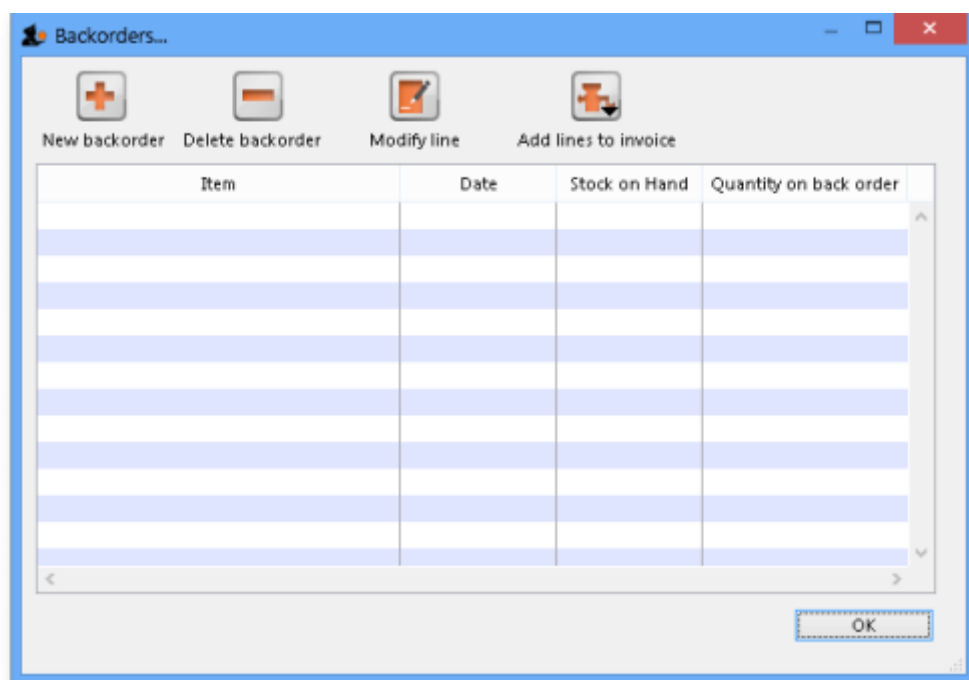 Backorders...
New backorder Delete backorder Modify line Add lines to invoice
Item Date Stock on Hand Quantity on back order
OK